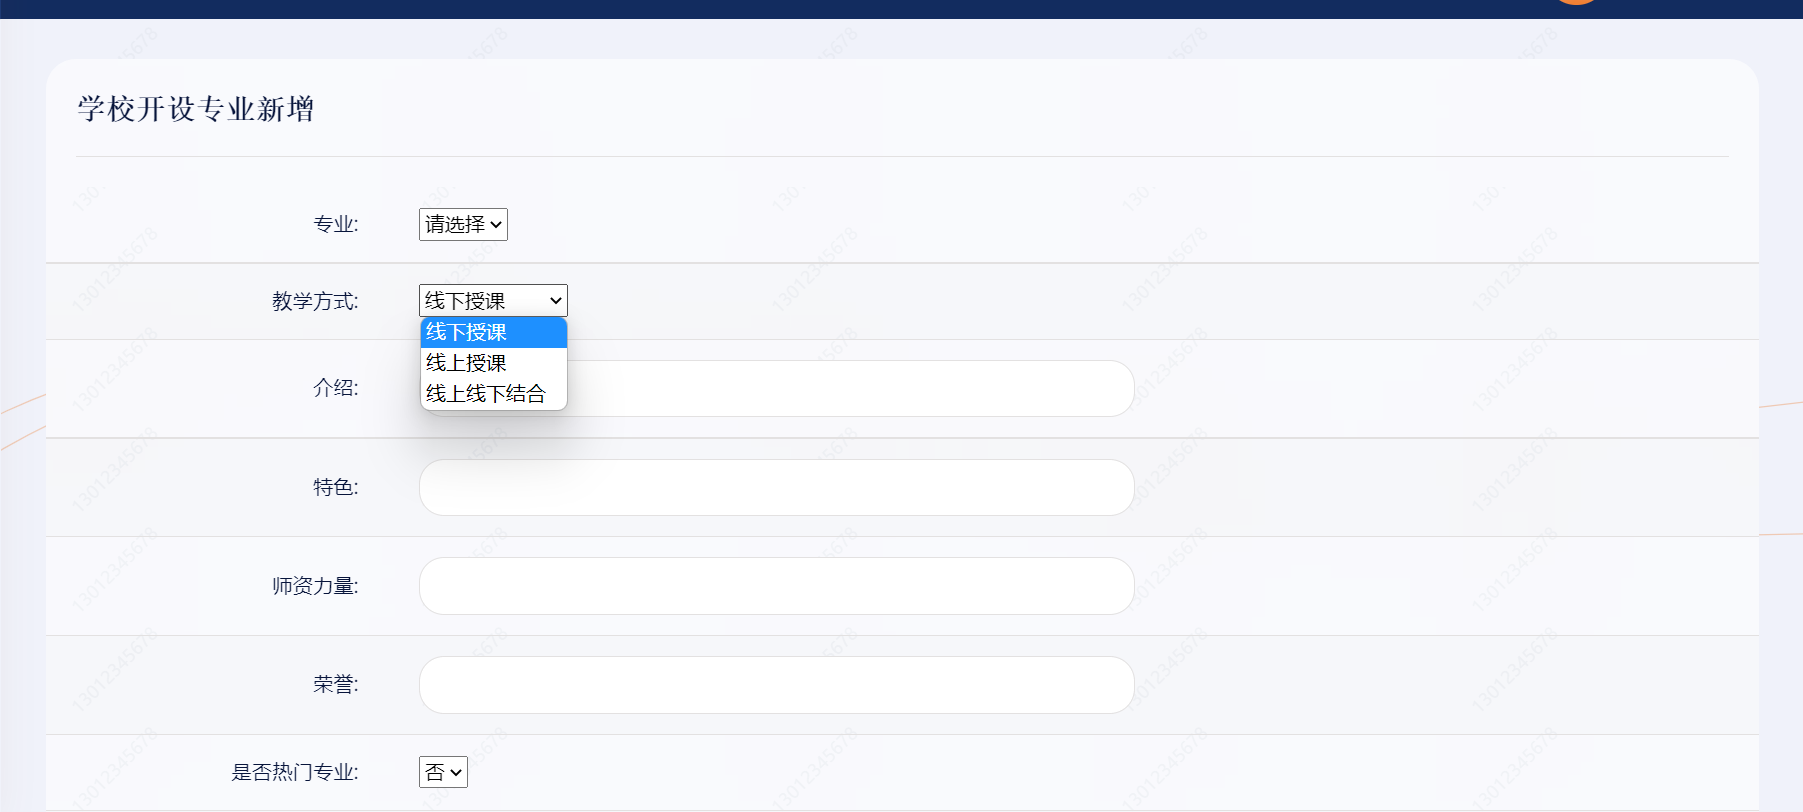 学校开设专业新增
专业:
请选择
教学方式:
线下授课
线下授课
线上授课
线上线下结合
介绍:
特色:
师资力量:
荣誉:
是否热门专业:
否
13012345678